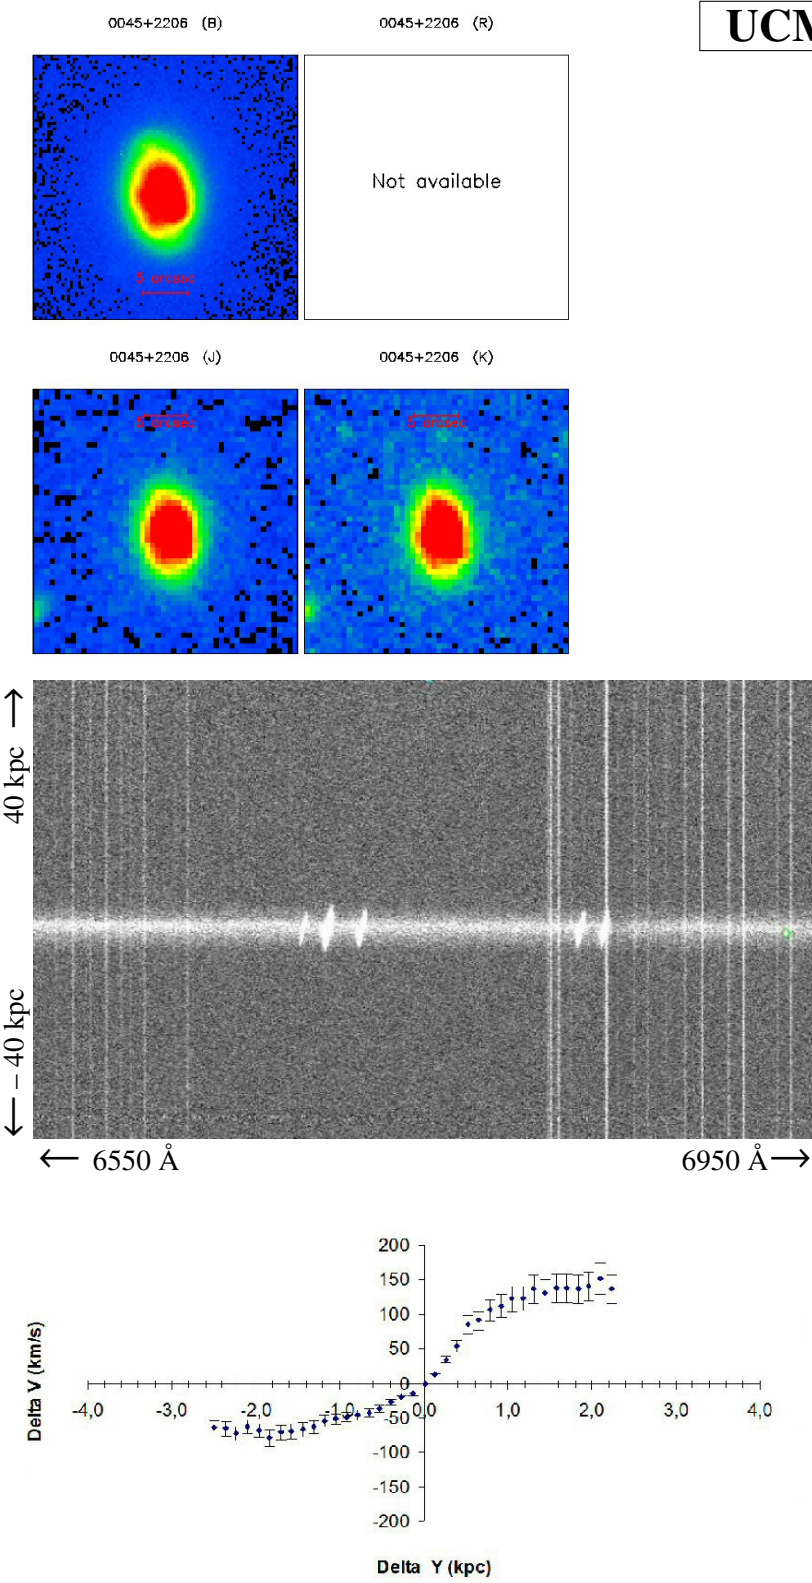 0045+2206 (B)
0045+2206 (R)
UCM
Not available
5 arcsec
0045+2206 (J)
0045+2206 (K)
5 arcsec
5 arcsec
40 kpc
– 40 kpc
6550 Å
6950 Å
200
150
100
50
0
-4,0 -3,0 -2,0 -1,0 0,0 1,0 2,0 3,0 4,0
-50
-100
-150
-200
Delta V (km/s)
Delta Y (kpc)